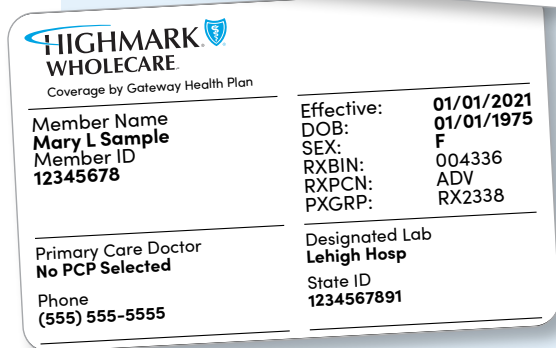 HIGHMARK
WHOLECARE
Coverage by Gateway Health Plan
Member Name
Mary L Sample
Member ID
12345678
Effective: 01/01/2021
DOB: 01/01/1975
SEX: F
RXBIN: 004336
RXPCN: ADV
PXGRP: RX2338
Primary Care Doctor
No PCP Selected
Phone
(555) 555-5555
Designated Lab
Lehigh Hosp
State ID
1234567891